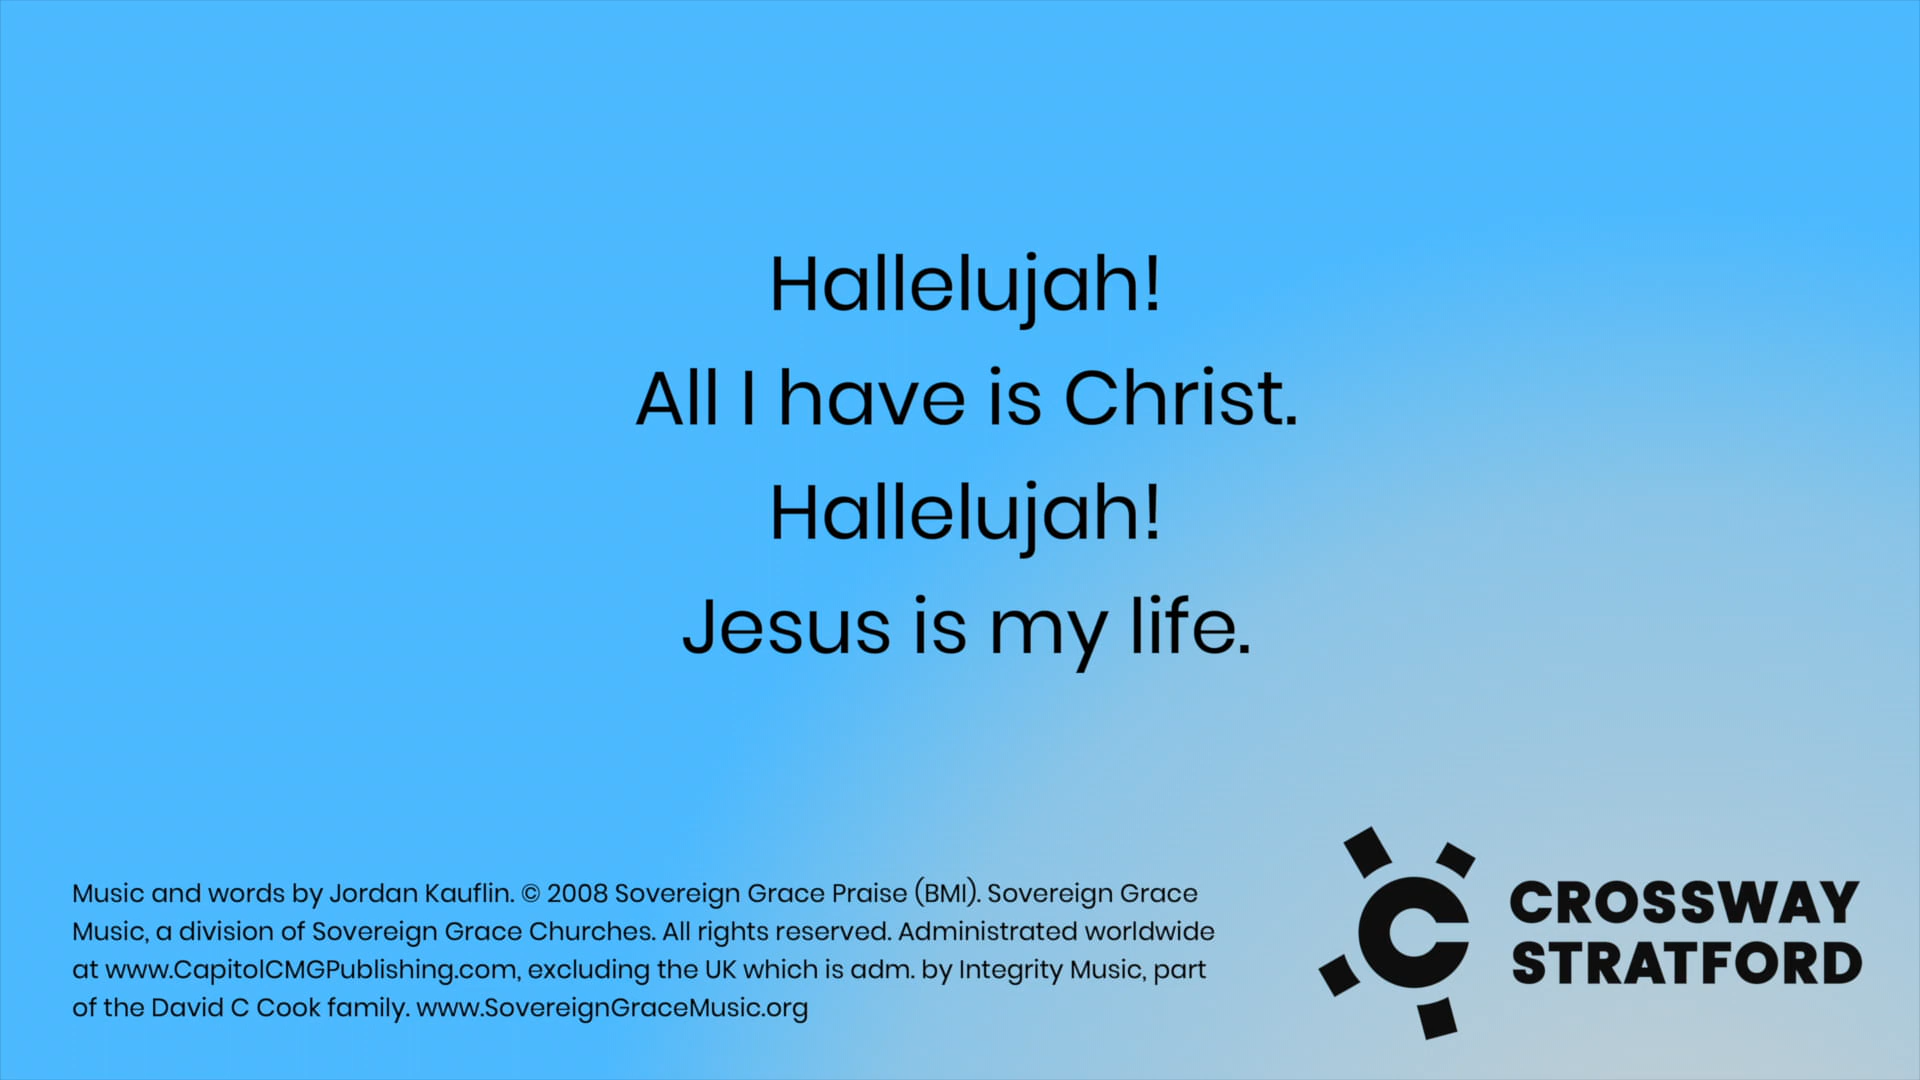 Hallelujah!
All I have is Christ.
Hallelujah!
Jesus is my life.
Music and words by Jordan Kauflin. © 2008 Sovereign Grace Praise (BMI). Sovereign Grace
Music, a division of Sovereign Grace Churches. All rights reserved. Administrated worldwide
at www.CapitolCMGPublishing.com, excluding the UK which is adm. by Integrity Music, part
of the David C Cook family. www.SovereignGraceMusic.org
CROSSWAY
STRATFORD